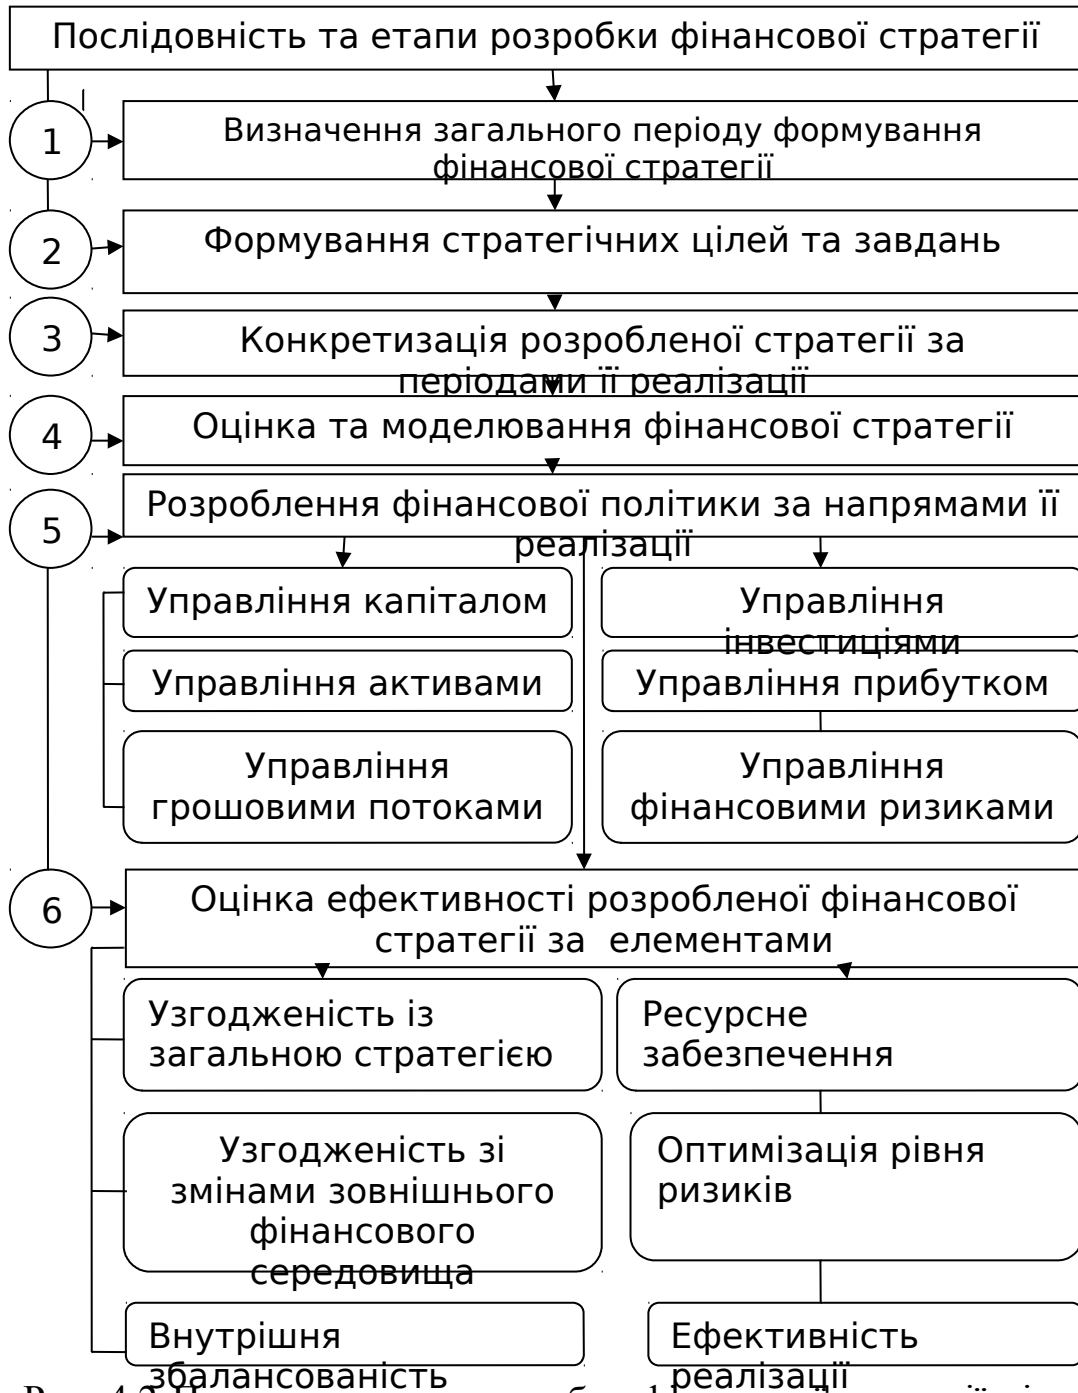 Послідовність та етапи розробки фінансової стратегії
1
Визначення загального періоду формування
фінансової стратегії
2
Формування стратегічних цілей та завдань
3
Конкретизація розробленої стратегії за
періодами її реалізації
4
Оцінка та моделювання фінансової стратегії
5
Розроблення фінансової політики за напрямами її
реалізації
Управління капіталом
Управління
інвестиціями
Управління активами
Управління прибутком
Управління
грошовими потоками
Управління
фінансовими ризиками
6
Оцінка ефективності розробленої фінансової
стратегії за елементами
Узгодженість із
загальною стратегією
Ресурсне
забезпечення
Узгодженість зі
змінами зовнішнього
фінансового
середовища
Оптимізація рівня
ризиків
Внутрішня
збалансованість
Ефективність
реалізації